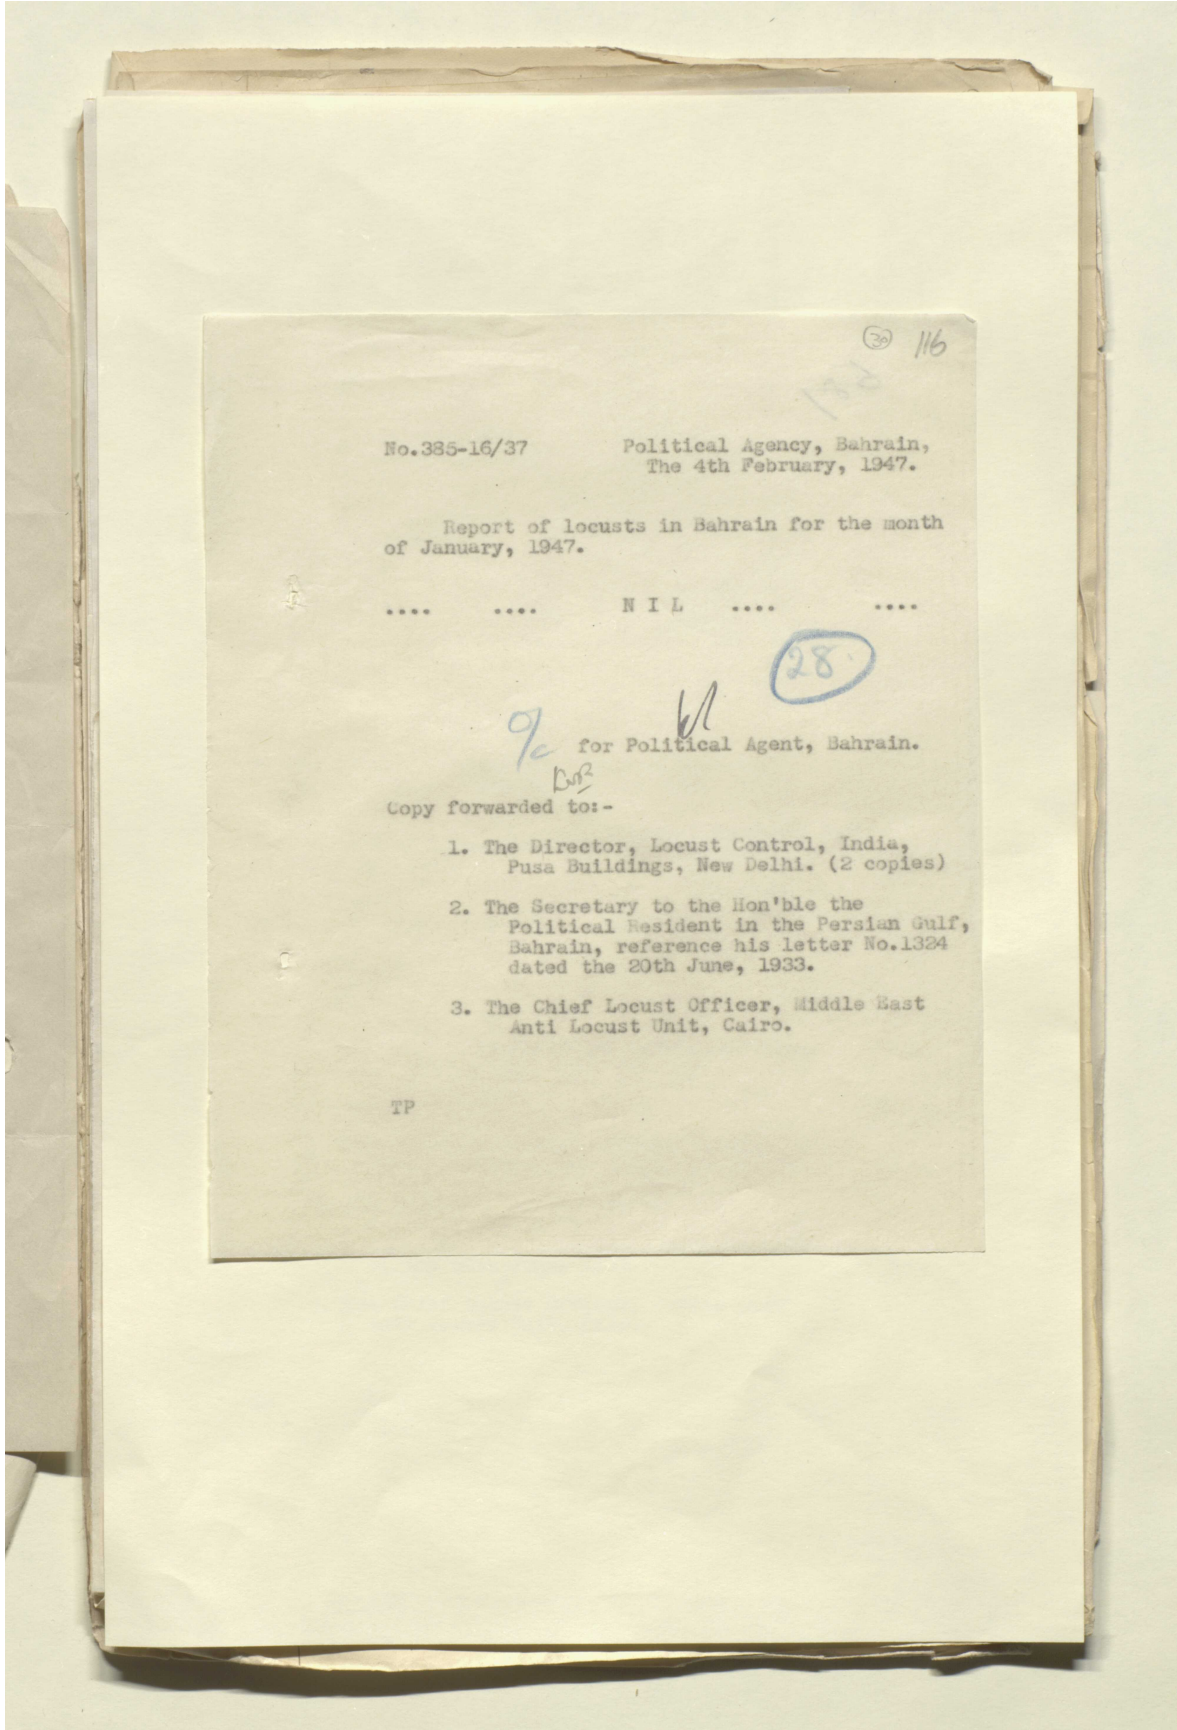 30 116
No.385-16/37 Political Agency, Bahrain,
The 4th February, 1947.
Report of locusts in Bahrain for the month
of January, 1947.
.... .... N I L .... ....
28
for Political Agent, Bahrain.
Copy forwarded to:-
1. The Director, Locust Control, India,
Pusa Buildings, New Delhi. (2 copies)
2. The Secretary to the Hon'ble the
Political Resident in the Persian Gulf,
Bahrain, reference his letter No.1324
dated the 20th June, 1933.
3. The Chief Locust Officer, Middle East
Anti Locust Unit, Cairo.
TP